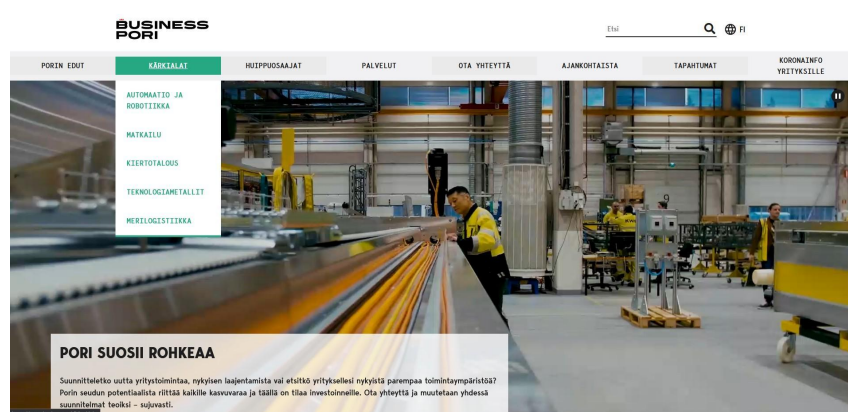 BUSINESS
PORI
Etsi
FI
PORIN EDUT
KÄRKIALAT
HUIPPUOSAAJAT
PALVELUT
OTA YHTEYTTÄ
AJANKOHTAISTA
TAPAHTUMAT
KORONAINFO
YRITYKSILLE
AUTOMAATIO JA
ROBOTIIKKA
MATKAILU
KIERTOTALOUS
TEKNOLOGIAMETALLIT
MERILOGISTIIKKA
PORI SUOSII ROHKEAA
Suunnitteletko uutta yritystoimintaa, nykyisen laajentamista vai etsitkö yrityksellesi nykyistä parempaa toimintaympäristöä?
Porin seudun potentiaalista riittää kaikille kasvuvaraa ja täällä on tilaa investoinneille. Ota yhteyttä ja muutetaan yhdessä
suunnitelmat teoiksi – sujuvasti.